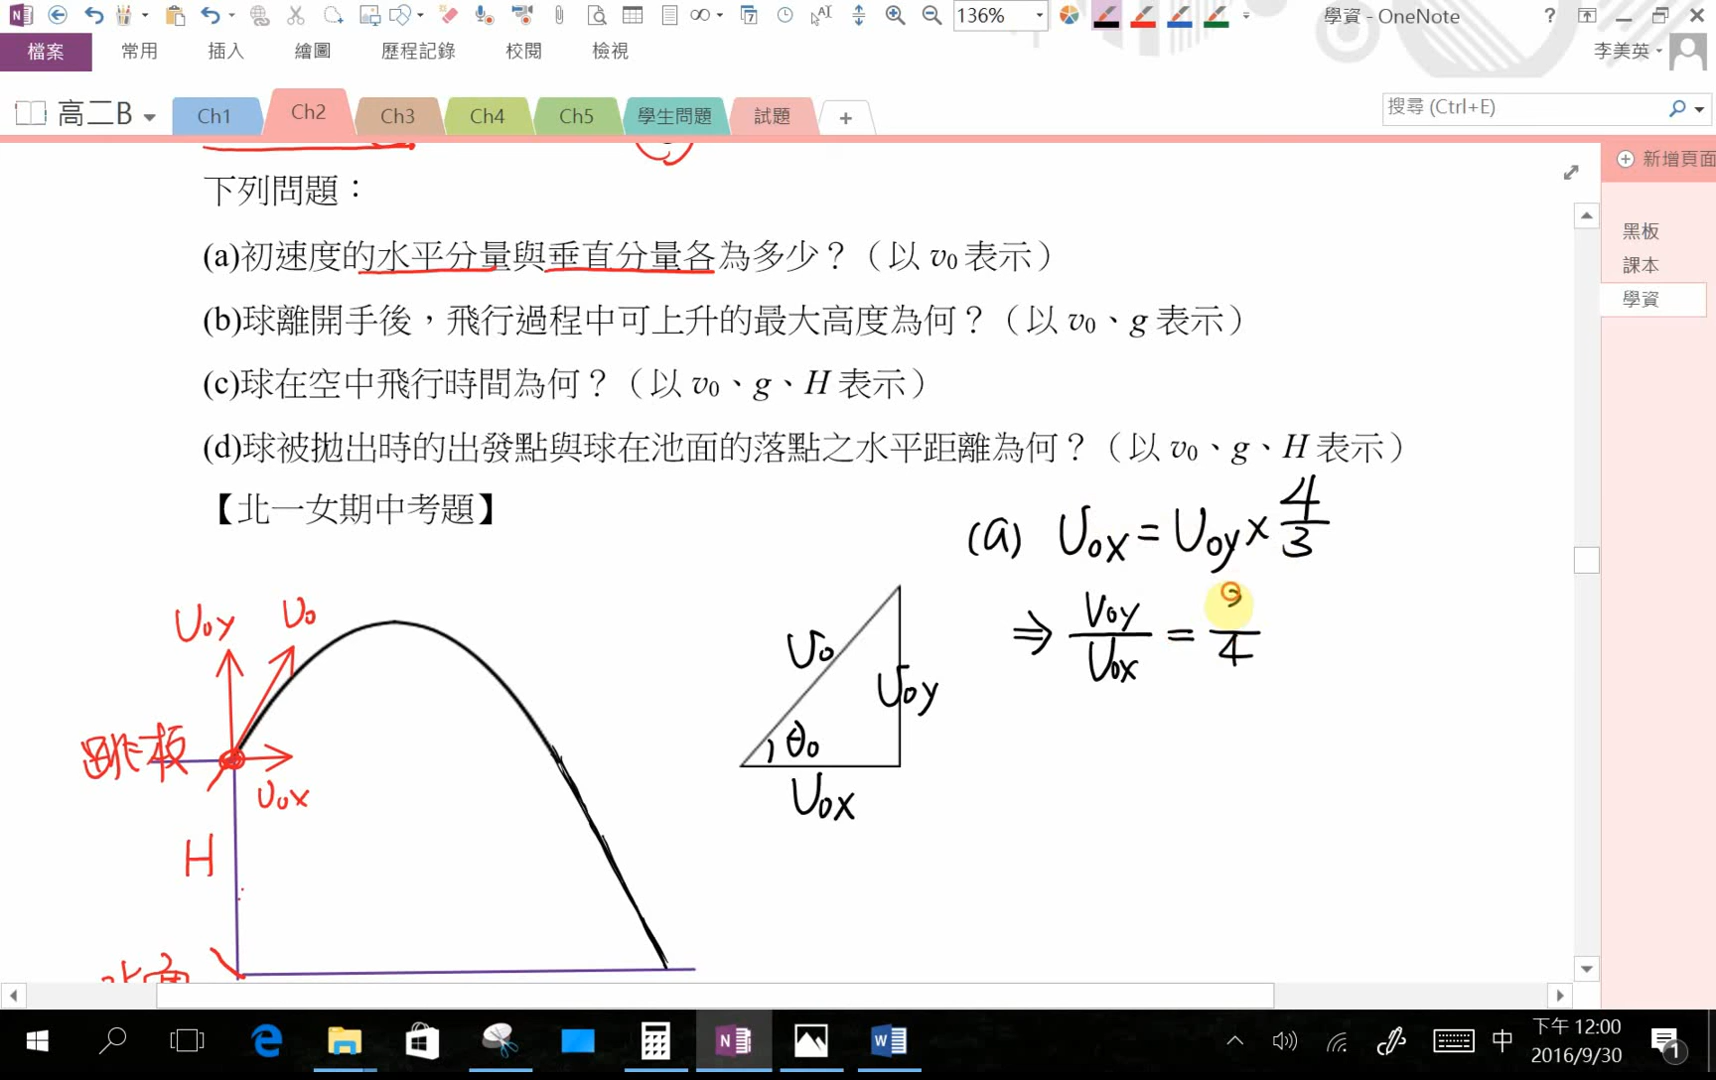 136%
學資 - OneNote
?
檔案 常用 插入 繪圖 歷程記錄 校閱 檢視
李美英
高二B Ch1 Ch2 Ch3 Ch4 Ch5 學生問題 試題 +
搜尋 (Ctrl+E)
新增頁面
黑板
課本
學資
下列問題：
(a)初速度的水平分量與垂直分量各為多少？（以 v₀ 表示）
(b)球離開手後，飛行過程中可上升的最大高度為何？（以 v₀、g 表示）
(c)球在空中飛行時間為何？（以 v₀、g、H 表示）
(d)球被拋出時的出發點與球在池面的落點之水平距離為何？（以 v₀、g、H 表示）
【北一女期中考題】
(a) U₀x = U₀y × 4/3
⇒ V₀y/U₀x = /4
U₀y U₀
跳板
U₀x
H
U₀
U₀y
θ₀
U₀x
中
下午 12:00
2016/9/30
1